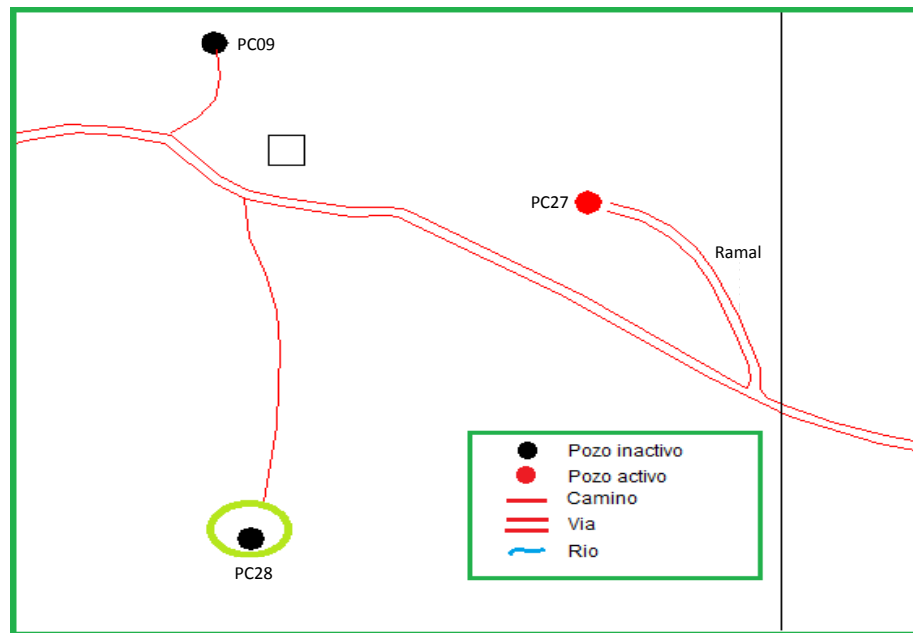 PC09
PC27
Ramal
Pozo inactivo
Pozo activo
Camino
Via
Rio
PC28